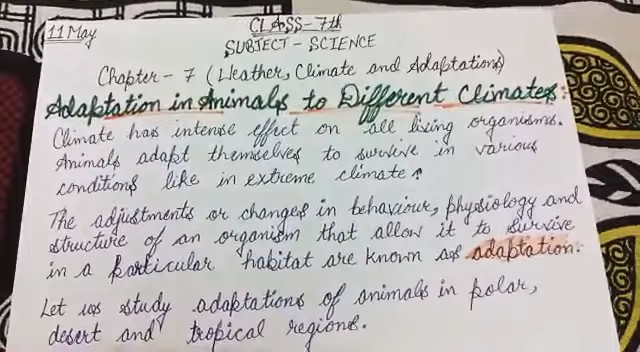 11 May
CLASS-7th
SUBJECT - SCIENCE
Chapter - 7 (Weather, Climate and Adaptations)
Adaptation in Animals to Different Climates:
Climate has intense effect on all living organisms.
Animals adapt themselves to survive in various
conditions like in extreme climate.
The adjustments or changes in behaviour, physiology and
structure of an organism that allow it to survive
in a particular habitat are known as adaptation.
Let us study adaptations of animals in polar,
desert and tropical regions.